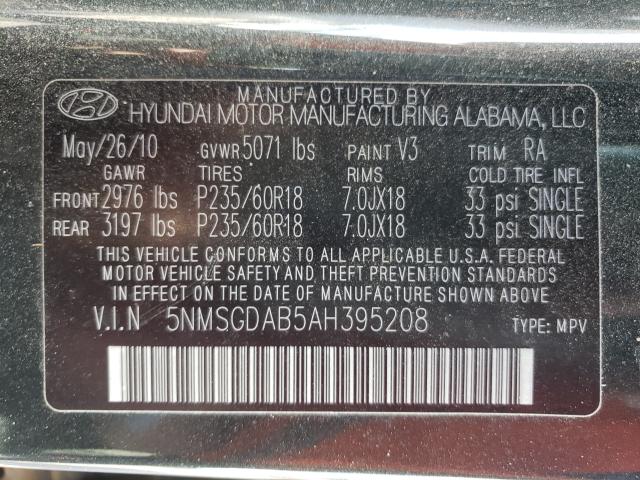 MANUFACTURED BY
HYUNDAI MOTOR MANUFACTURING ALABAMA, LLC
May/26/10 GVWR 5071 lbs PAINT V3 TRIM RA
GAWR TIRES RIMS COLD TIRE INFL
FRONT 2976 lbs P235/60R18 7.0JX18 33 psi SINGLE
REAR 3197 lbs P235/60R18 7.0JX18 33 psi SINGLE
THIS VEHICLE CONFORMS TO ALL APPLICABLE U.S.A. FEDERAL
MOTOR VEHICLE SAFETY AND THEFT PREVENTION STANDARDS
IN EFFECT ON THE DATE OF MANUFACTURE SHOWN ABOVE
V.I.N 5NMSGDAB5AH395208 TYPE: MPV